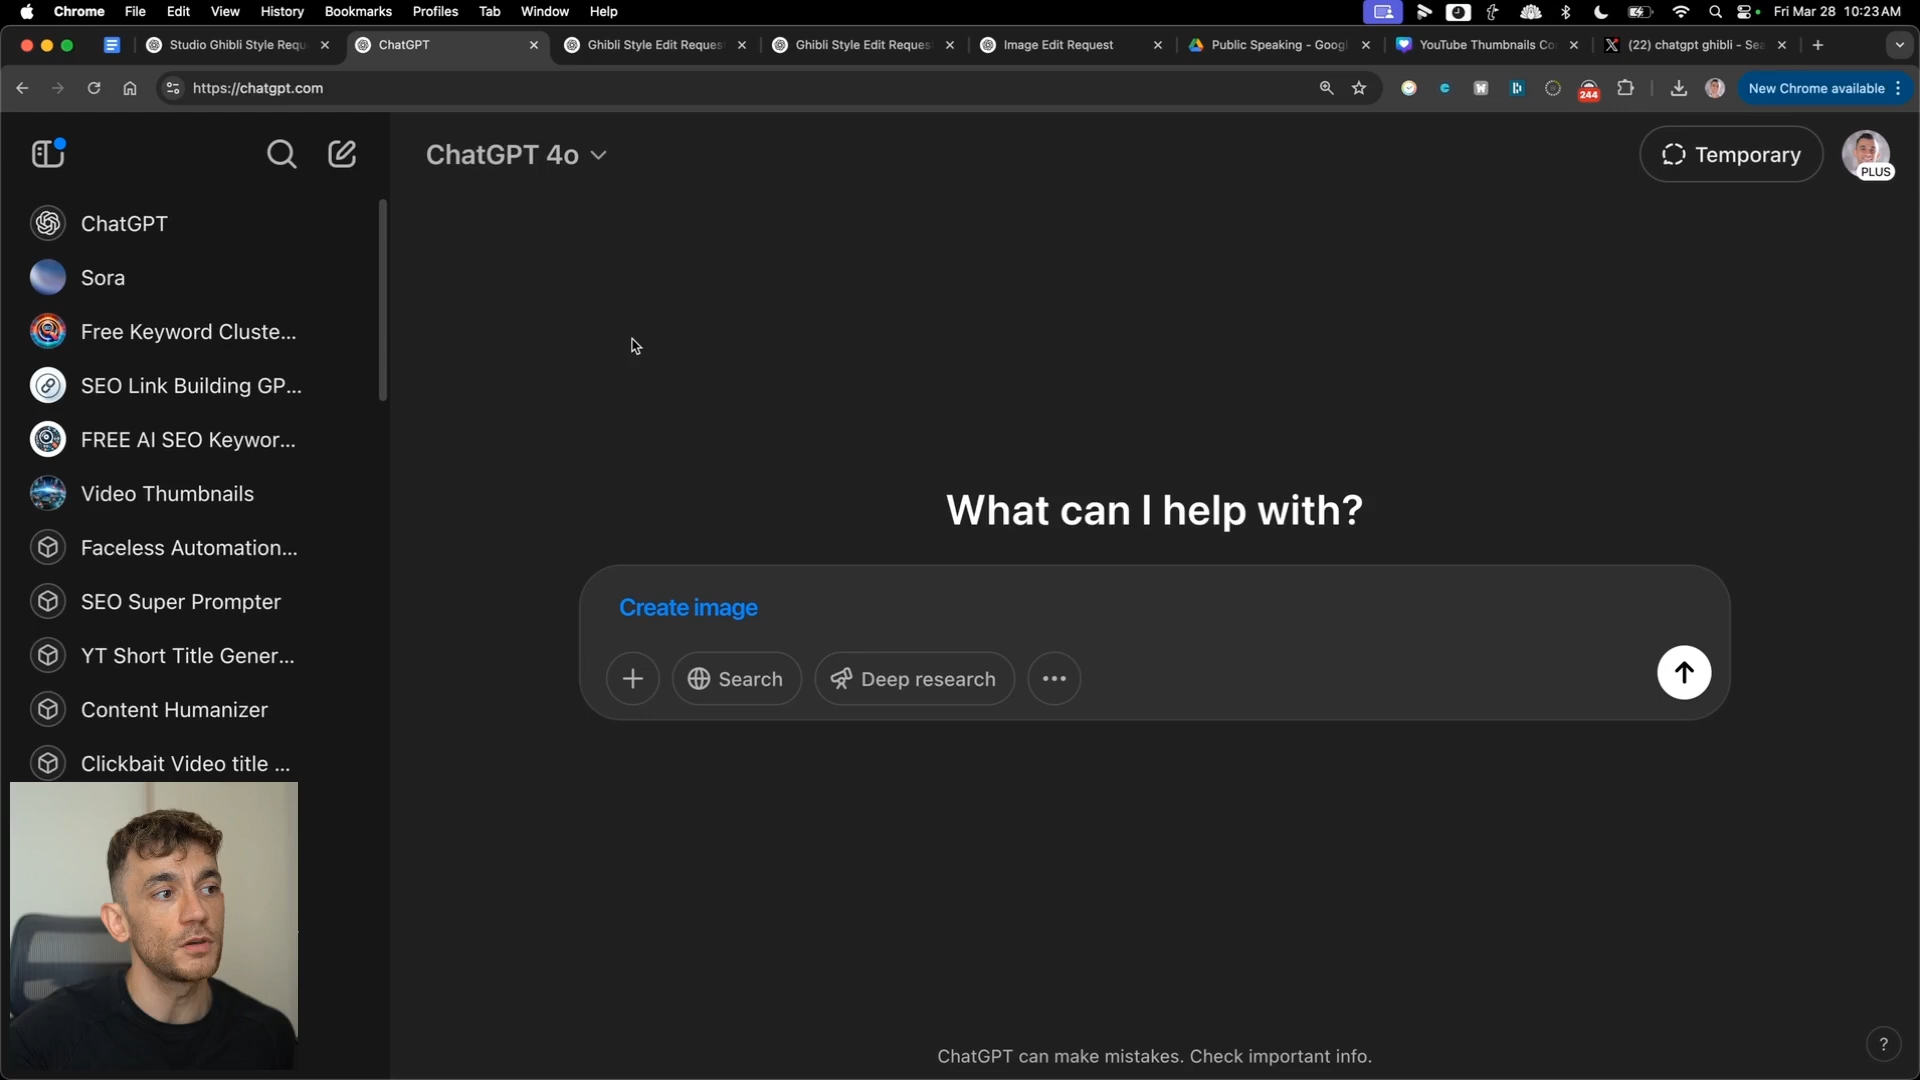 Chrome File Edit View History Bookmarks Profiles Tab Window Help Fri Mar 28 10:23 AM
Studio Ghibli Style Requ ChatGPT Ghibli Style Edit Reques Ghibli Style Edit Reques Image Edit Request Public Speaking - Googl YouTube Thumbnails Co (22) chatgpt ghibli - Sea
https://chatgpt.com 244 New Chrome available
ChatGPT 4o Temporary PLUS
ChatGPT
Sora
Free Keyword Cluste...
SEO Link Building GP...
FREE AI SEO Keywor...
Video Thumbnails
Faceless Automation...
SEO Super Prompter
YT Short Title Gener...
Content Humanizer
Clickbait Video title ...
What can I help with?
Create image
Search Deep research
ChatGPT can make mistakes. Check important info. ?